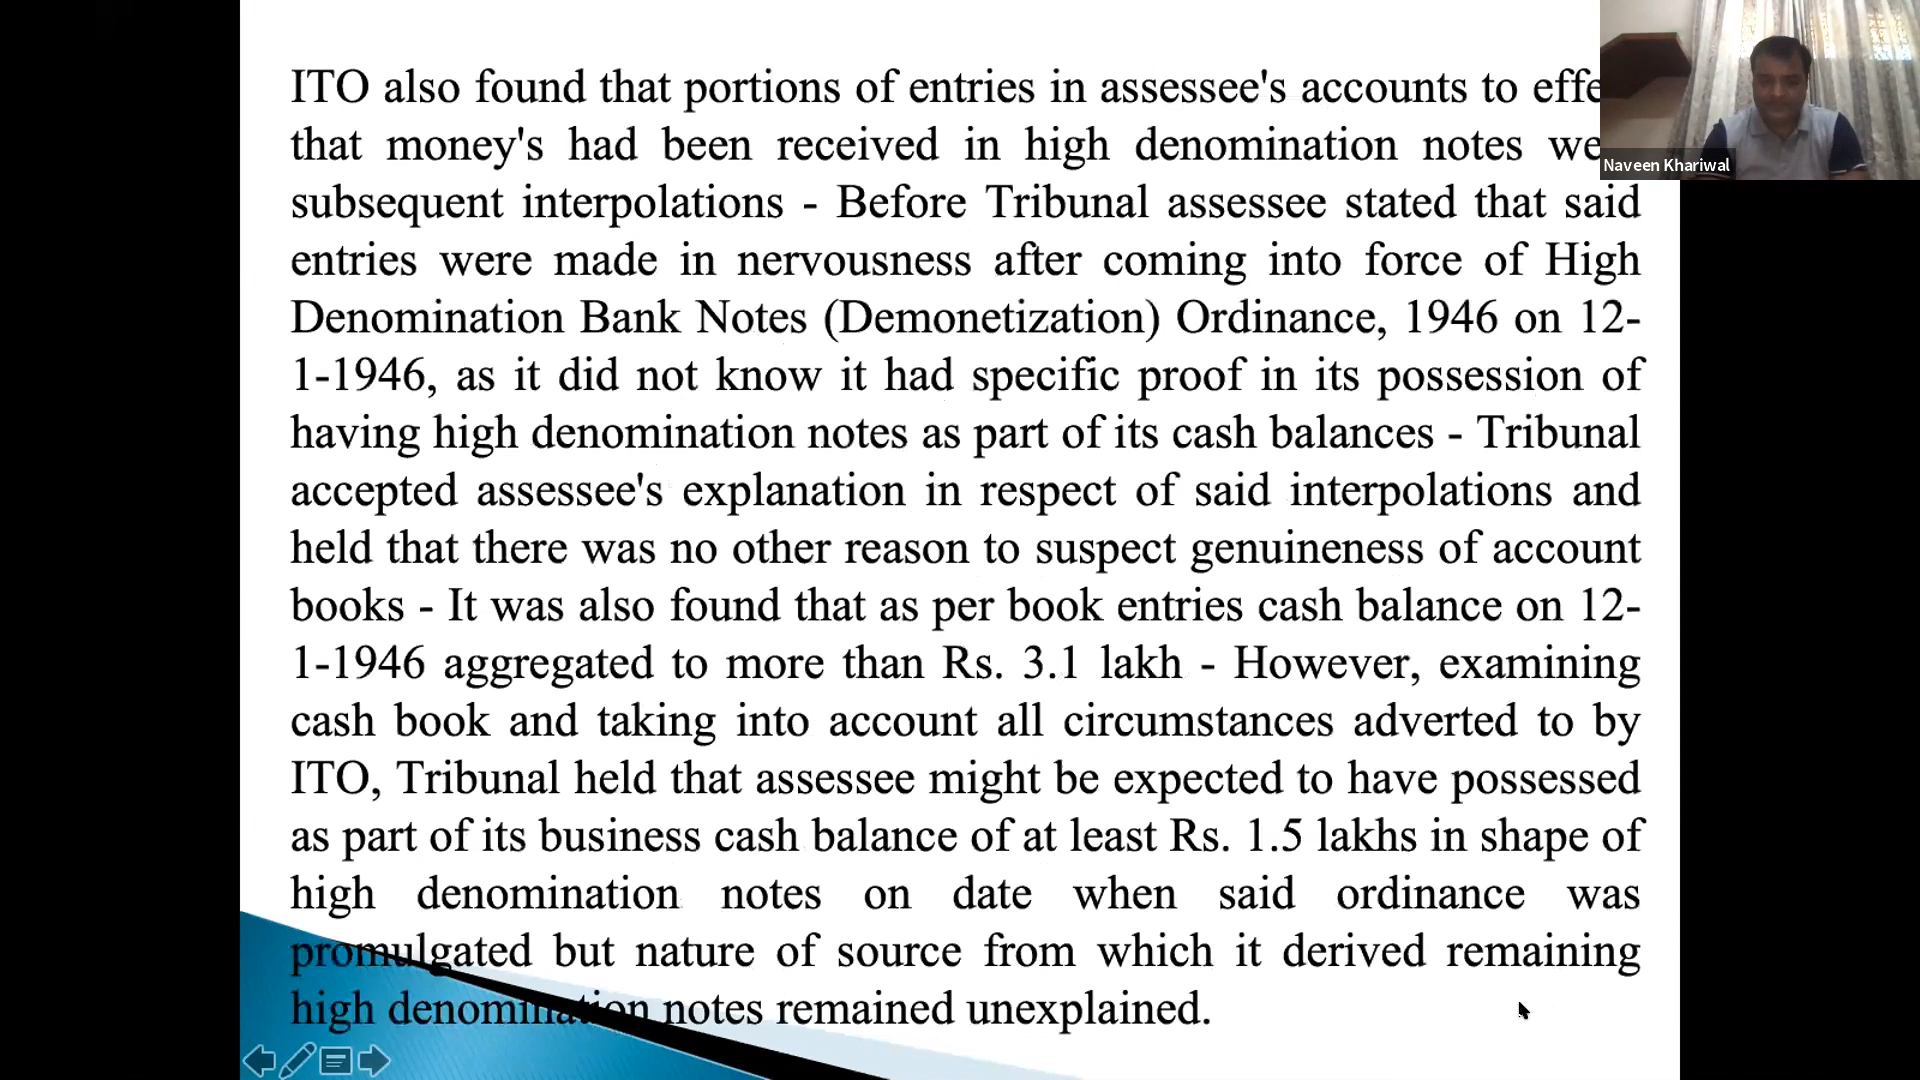 ITO also found that portions of entries in assessee's accounts to
that money's had been received in high denomination notes
subsequent interpolations - Before Tribunal assessee stated that said
entries were made in nervousness after coming into force of High
Denomination Bank Notes (Demonetization) Ordinance, 1946 on 12-
1-1946, as it did not know it had specific proof in its possession of
having high denomination notes as part of its cash balances - Tribunal
accepted assessee's explanation in respect of said interpolations and
held that there was no other reason to suspect genuineness of account
books - It was also found that as per book entries cash balance on 12-
1-1946 aggregated to more than Rs. 3.1 lakh - However, examining
cash book and taking into account all circumstances adverted to by
ITO, Tribunal held that assessee might be expected to have possessed
as part of its business cash balance of at least Rs. 1.5 lakhs in shape of
high denomination notes on date when said ordinance was
promulgated but nature of source from which it derived remaining
high denomination notes remained unexplained.
Naveen Khariwal